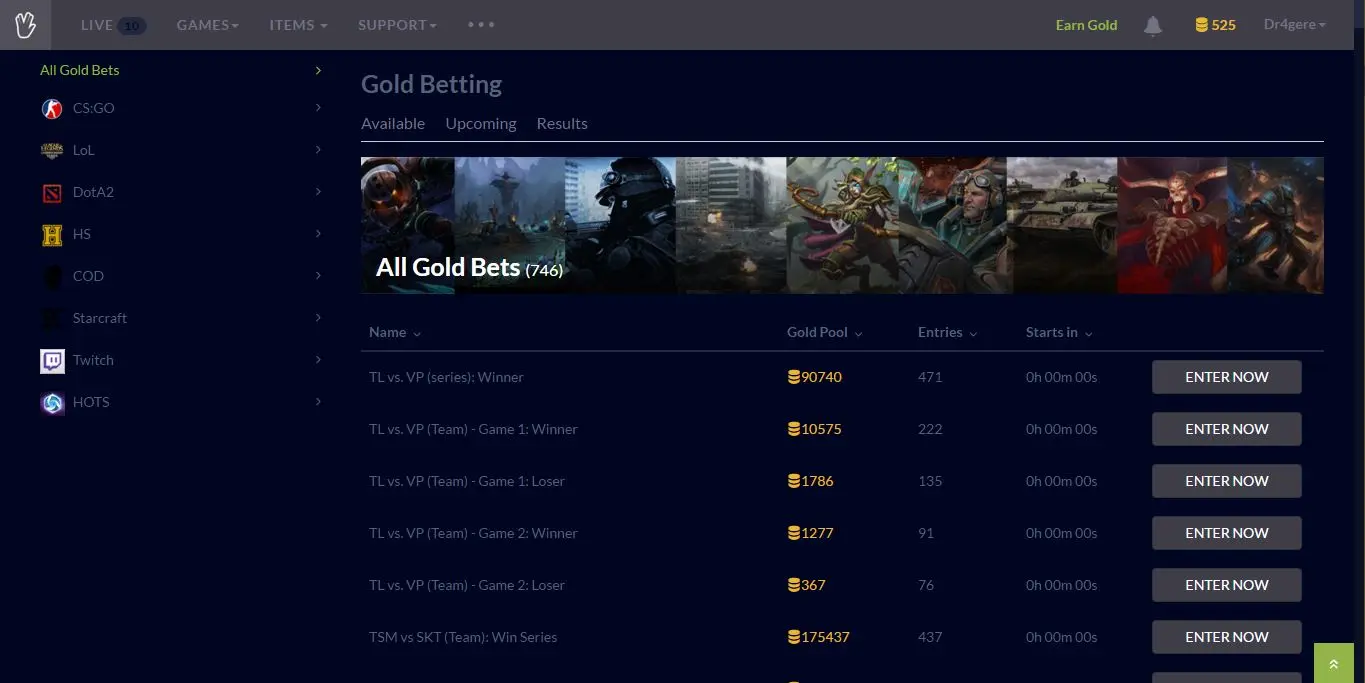 LIVE 10 GAMES ITEMS SUPPORT ••• Earn Gold 525 Dr4gere
All Gold Bets
CS:GO
LoL
DotA2
HS
COD
Starcraft
Twitch
HOTS
Gold Betting
Available Upcoming Results
All Gold Bets (746)
Name Gold Pool Entries Starts in
TL vs. VP (series): Winner 90740 471 0h 00m 00s ENTER NOW
TL vs. VP (Team) - Game 1: Winner 10575 222 0h 00m 00s ENTER NOW
TL vs. VP (Team) - Game 1: Loser 1786 135 0h 00m 00s ENTER NOW
TL vs. VP (Team) - Game 2: Winner 1277 91 0h 00m 00s ENTER NOW
TL vs. VP (Team) - Game 2: Loser 367 76 0h 00m 00s ENTER NOW
TSM vs SKT (Team): Win Series 175437 437 0h 00m 00s ENTER NOW